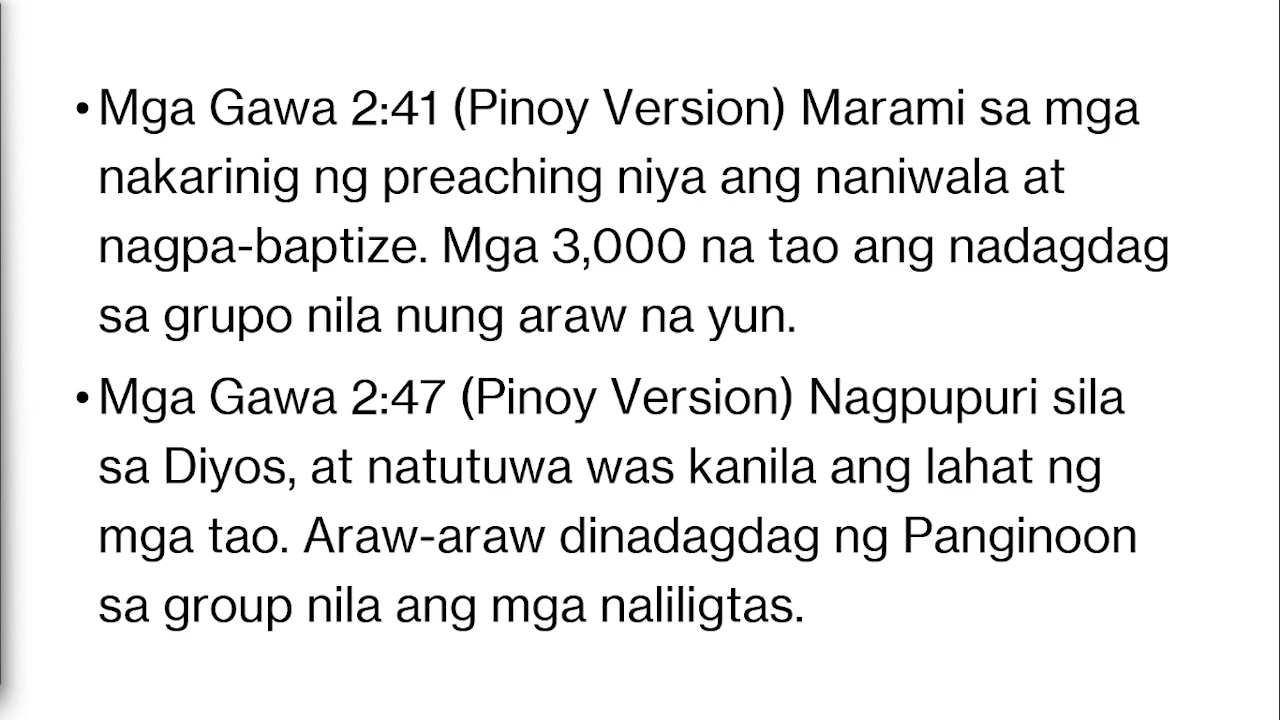 • Mga Gawa 2:41 (Pinoy Version) Marami sa mga
nakarinig ng preaching niya ang naniwala at
nagpa-baptize. Mga 3,000 na tao ang nadagdag
sa grupo nila nung araw na yun.
• Mga Gawa 2:47 (Pinoy Version) Nagpupuri sila
sa Diyos, at natutuwa was kanila ang lahat ng
mga tao. Araw-araw dinadagdag ng Panginoon
sa group nila ang mga naliligtas.